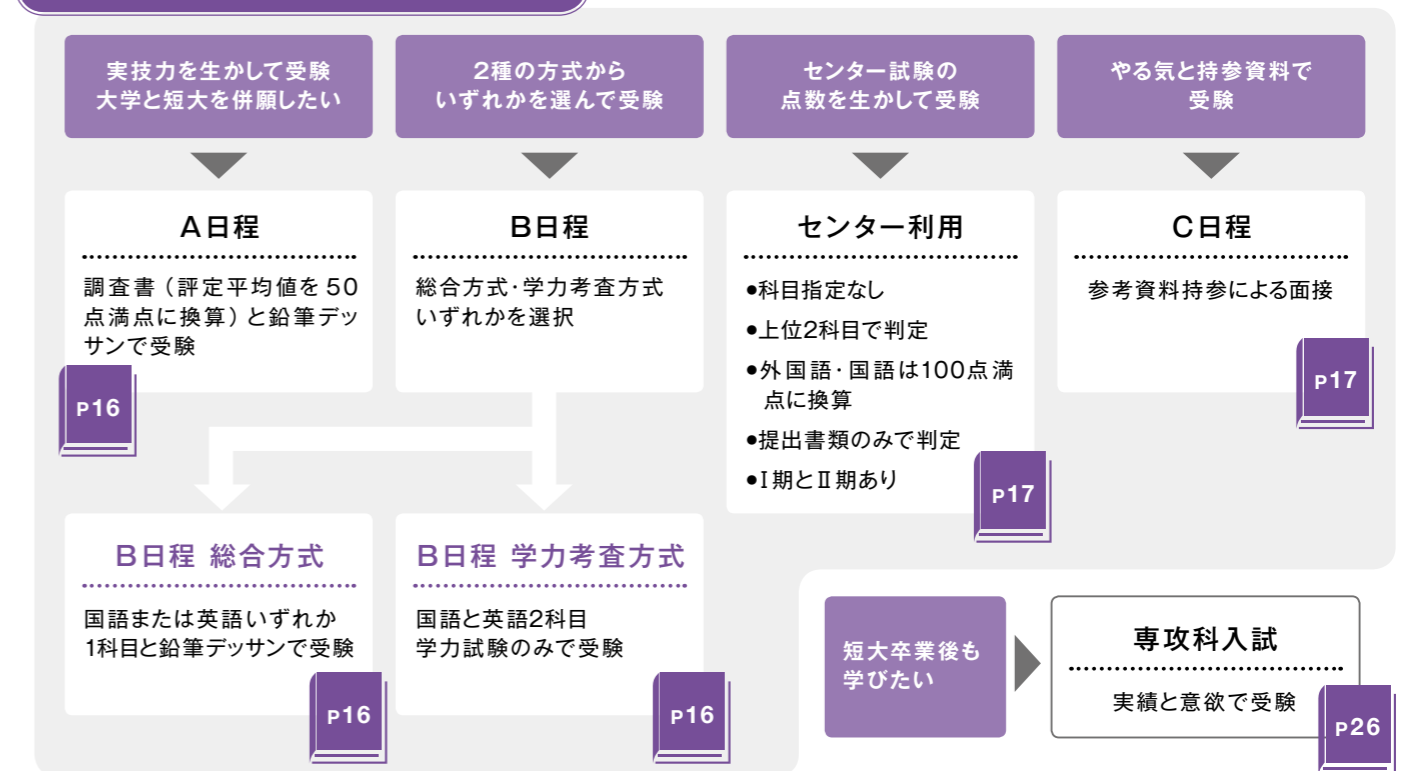 実技力を生かして受験
大学と短大を併願したい
A日程
調査書（評定平均値を50
点満点に換算）と鉛筆デッ
サンで受験
P16
2種の方式から
いずれかを選んで受験
B日程
総合方式・学力考査方式
いずれかを選択
B日程 総合方式
国語または英語いずれか
1科目と鉛筆デッサンで受験
P16
B日程 学力考査方式
国語と英語2科目
学力試験のみで受験
P16
センター試験の
点数を生かして受験
センター利用
●科目指定なし
●上位2科目で判定
●外国語・国語は100点満
点に換算
●提出書類のみで判定
●Ⅰ期とⅡ期あり
P17
やる気と持参資料で
受験
C日程
参考資料持参による面接
P17
短大卒業後も
学びたい
専攻科入試
実績と意欲で受験
P26